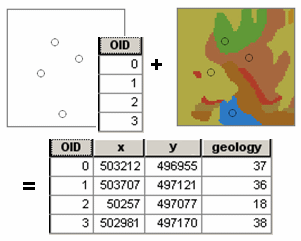 OID
0
1
2
3
+
=
OID x y geology
0 503212 496955 37
1 503707 497121 36
2 50257 497077 18
3 502981 497170 38